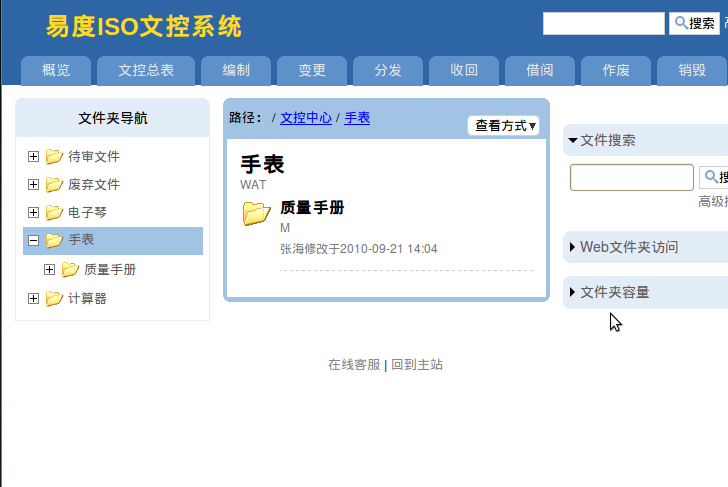 易度ISO文控系统
搜索
概览 文控总表 编制 变更 分发 收回 借阅 作废 销毁
文件夹导航
待审文件
废弃文件
电子琴
手表
质量手册
计算器
路径： / 文控中心 / 手表
查看方式▼
手表
WAT
质量手册
M
张海修改于2010-09-21 14:04
文件搜索
高级
Web文件夹访问
文件夹容量
在线客服 | 回到主站